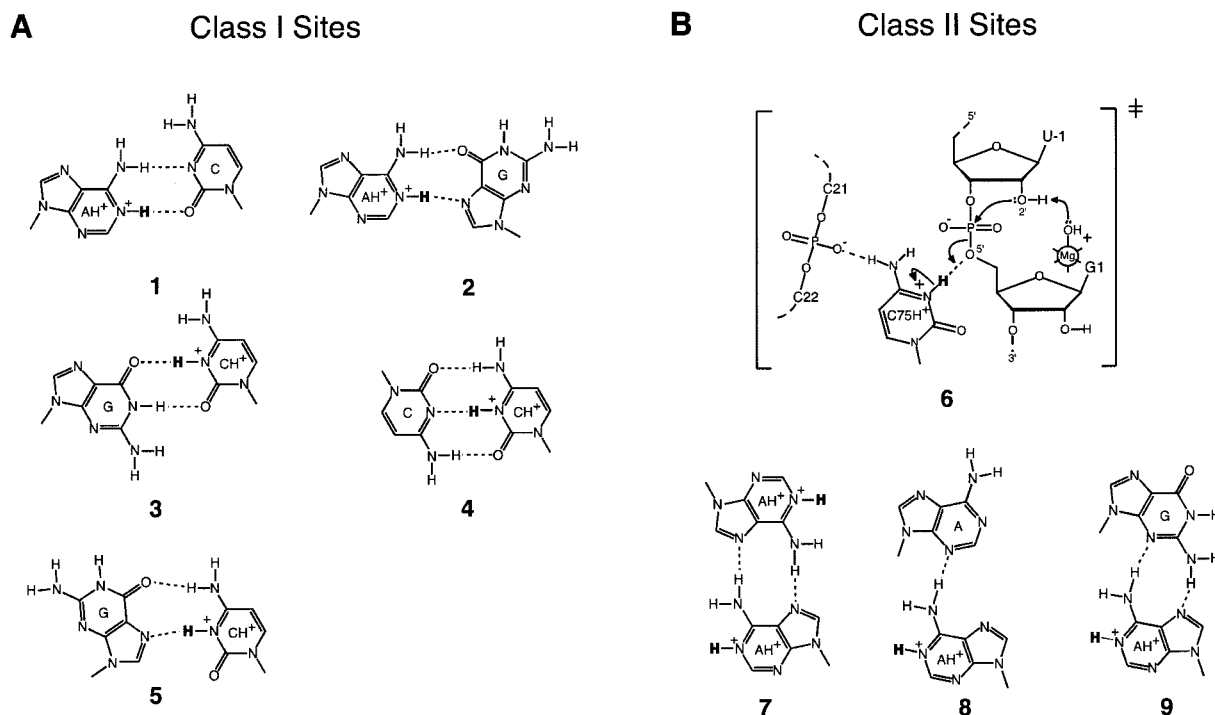 A Class I Sites
B Class II Sites
H
H–N
H
N–H N C
N
N AH+ N+–H O N
N
1
H
H N H
N–H O N
N G H
N AH+ N+–H N N
N N
2
H
H–N
O H–N+ CH+
N
G N–H O N
N N N–H
H
3
H
O H–N
N
C N H–N+ CH+
N–H O N
H
4
H H H
H–N N O H–N
G
N N H–N+ CH+
N O N
5
‡
5'
O U-1
C21
O O O–H
2'
O
O=P–O- O-–P=O ÖH
O H H O 5' +
N H Mg
C22 + N O G1
C75H+
N O O O–H
3'
6
N N+–H
AH+
N N
N N–H
H H
H–N N
H–N+ AH+ N
N
7
H
N–H
N
A N
N N
H H
N N
H–N+ AH+ N
N
8
O
N
G N–H
N N N–H
H H
H–N N
H–N+ AH+ N
N
9